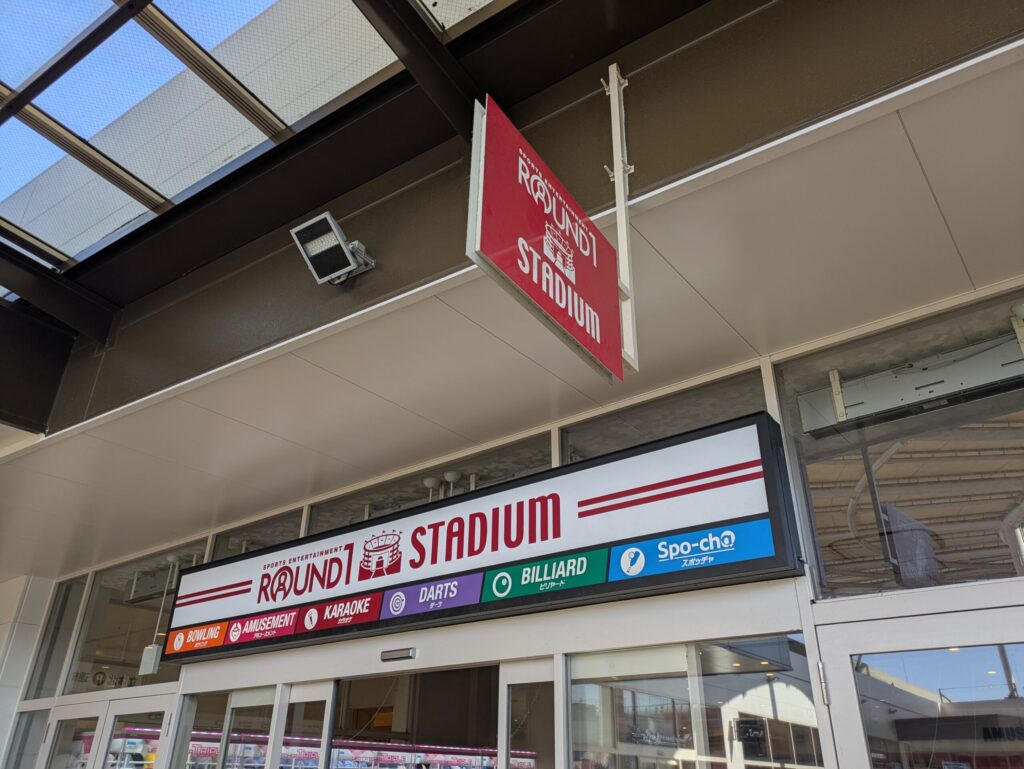 SPORTS ENTERTAINMENT
ROUND1
STADIUM
SPORTS ENTERTAINMENT
ROUND1 STADIUM
BOWLING
ボウリング
AMUSEMENT
アミューズメント
KARAOKE
カラオケ
DARTS
ダーツ
BILLIARD
ビリヤード
Spo-cha
スポッチャ